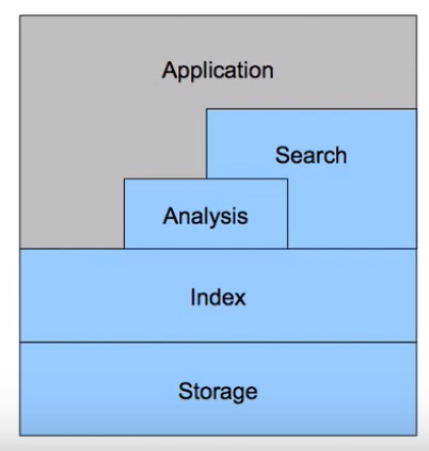 Application
Search
Analysis
Index
Storage